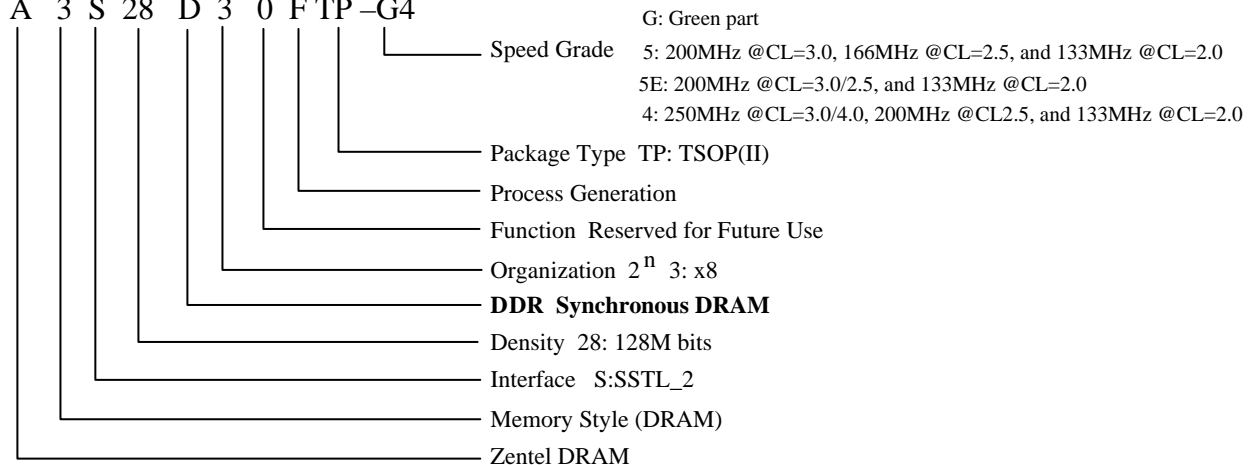 A 3 S 28 D 3 0 F TP –G4
G: Green part
Speed Grade 5: 200MHz @CL=3.0, 166MHz @CL=2.5, and 133MHz @CL=2.0
5E: 200MHz @CL=3.0/2.5, and 133MHz @CL=2.0
4: 250MHz @CL=3.0/4.0, 200MHz @CL2.5, and 133MHz @CL=2.0
Package Type TP: TSOP(II)
Process Generation
Function Reserved for Future Use
Organization 2n 3: x8
DDR Synchronous DRAM
Density 28: 128M bits
Interface S:SSTL_2
Memory Style (DRAM)
Zentel DRAM